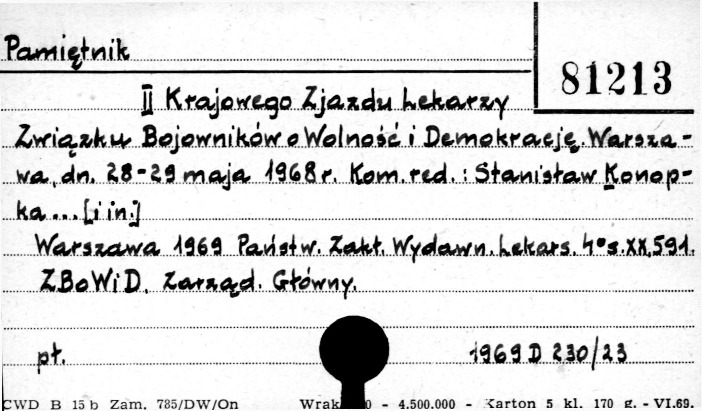 Pamiętnik
81213
II Krajowego Zjazdu Lekarzy
Związku Bojowników o Wolność i Demokrację. Warsza-
wa, dn. 28-29 maja 1968 r. Kom. red. : Stanisław Konop-
ka ... [i in.]
Warszawa 1969 Państw. Zakł. Wydawn. Lekars. 4° s. XX, 591.
ZBoWiD. Zarząd. Główny.
pł. 1969 D 230/23
CWD B 15 b Zam. 785/DW/On 0 - 4.500.000 - Karton 5 kl. 170 g. - VI.69.